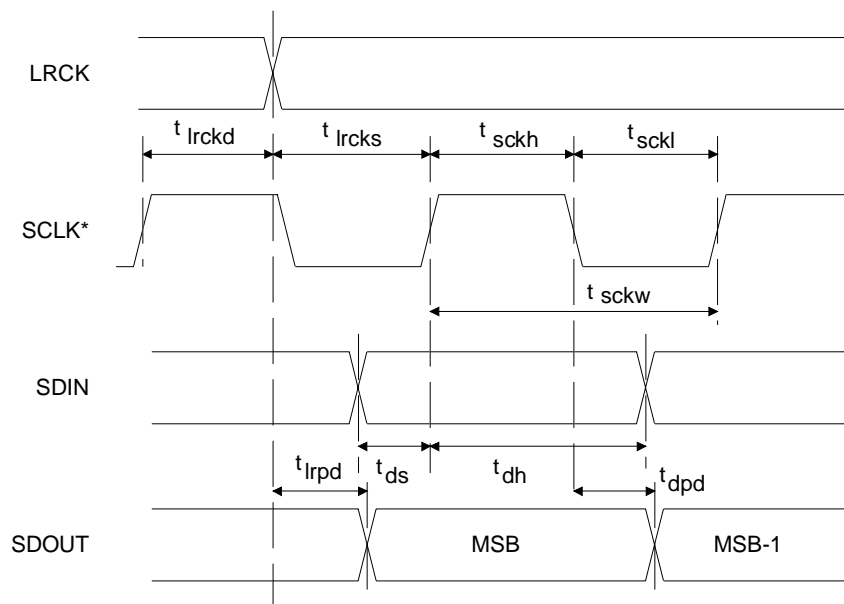 LRCK
t lrckd
t lrcks
t sckh
t sckl
SCLK*
t sckw
SDIN
t lrpd
t ds
t dh
t dpd
SDOUT
MSB
MSB-1